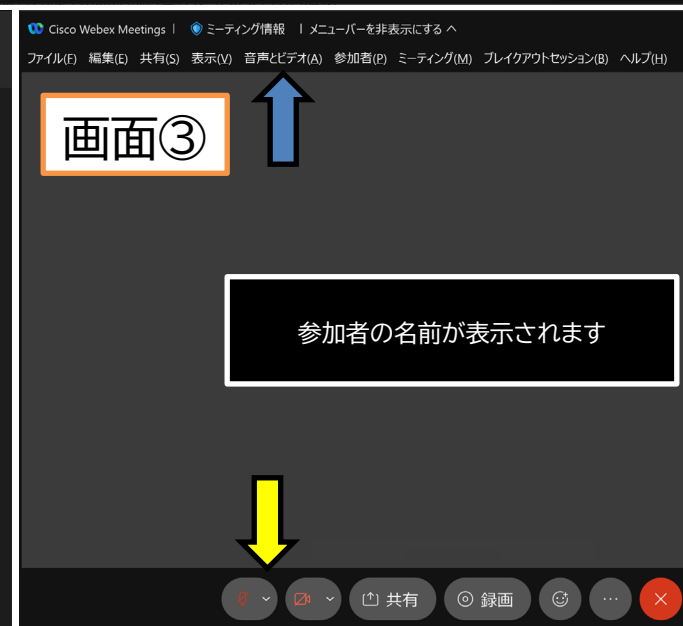 Cisco Webex Meetings | ミーティング情報 | メニューバーを非表示にする ^
ファイル(F) 編集(E) 共有(S) 表示(V) 音声とビデオ(A) 参加者(P) ミーティング(M) ブレイクアウトセッション(B) ヘルプ(H)
画面③
参加者の名前が表示されます
共有 録画